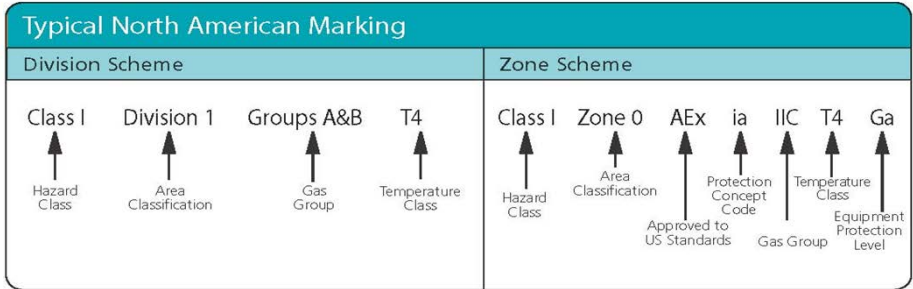 Typical North American Marking
Division Scheme
Class I Division 1 Groups A&B T4
Hazard
Class
Area
Classification
Gas
Group
Temperature
Class
Zone Scheme
Class I Zone 0 AEx ia IIC T4 Ga
Hazard
Class
Area
Classification
Approved to
US Standards
Protection
Concept
Code
Gas Group
Temperature
Class
Equipment
Protection
Level